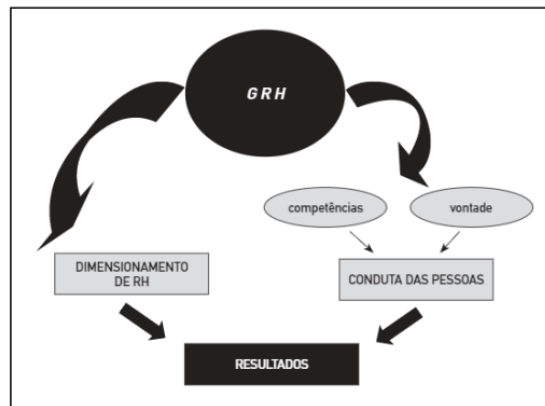 GRH
competências
vontade
DIMENSIONAMENTO
DE RH
CONDUTA DAS PESSOAS
RESULTADOS